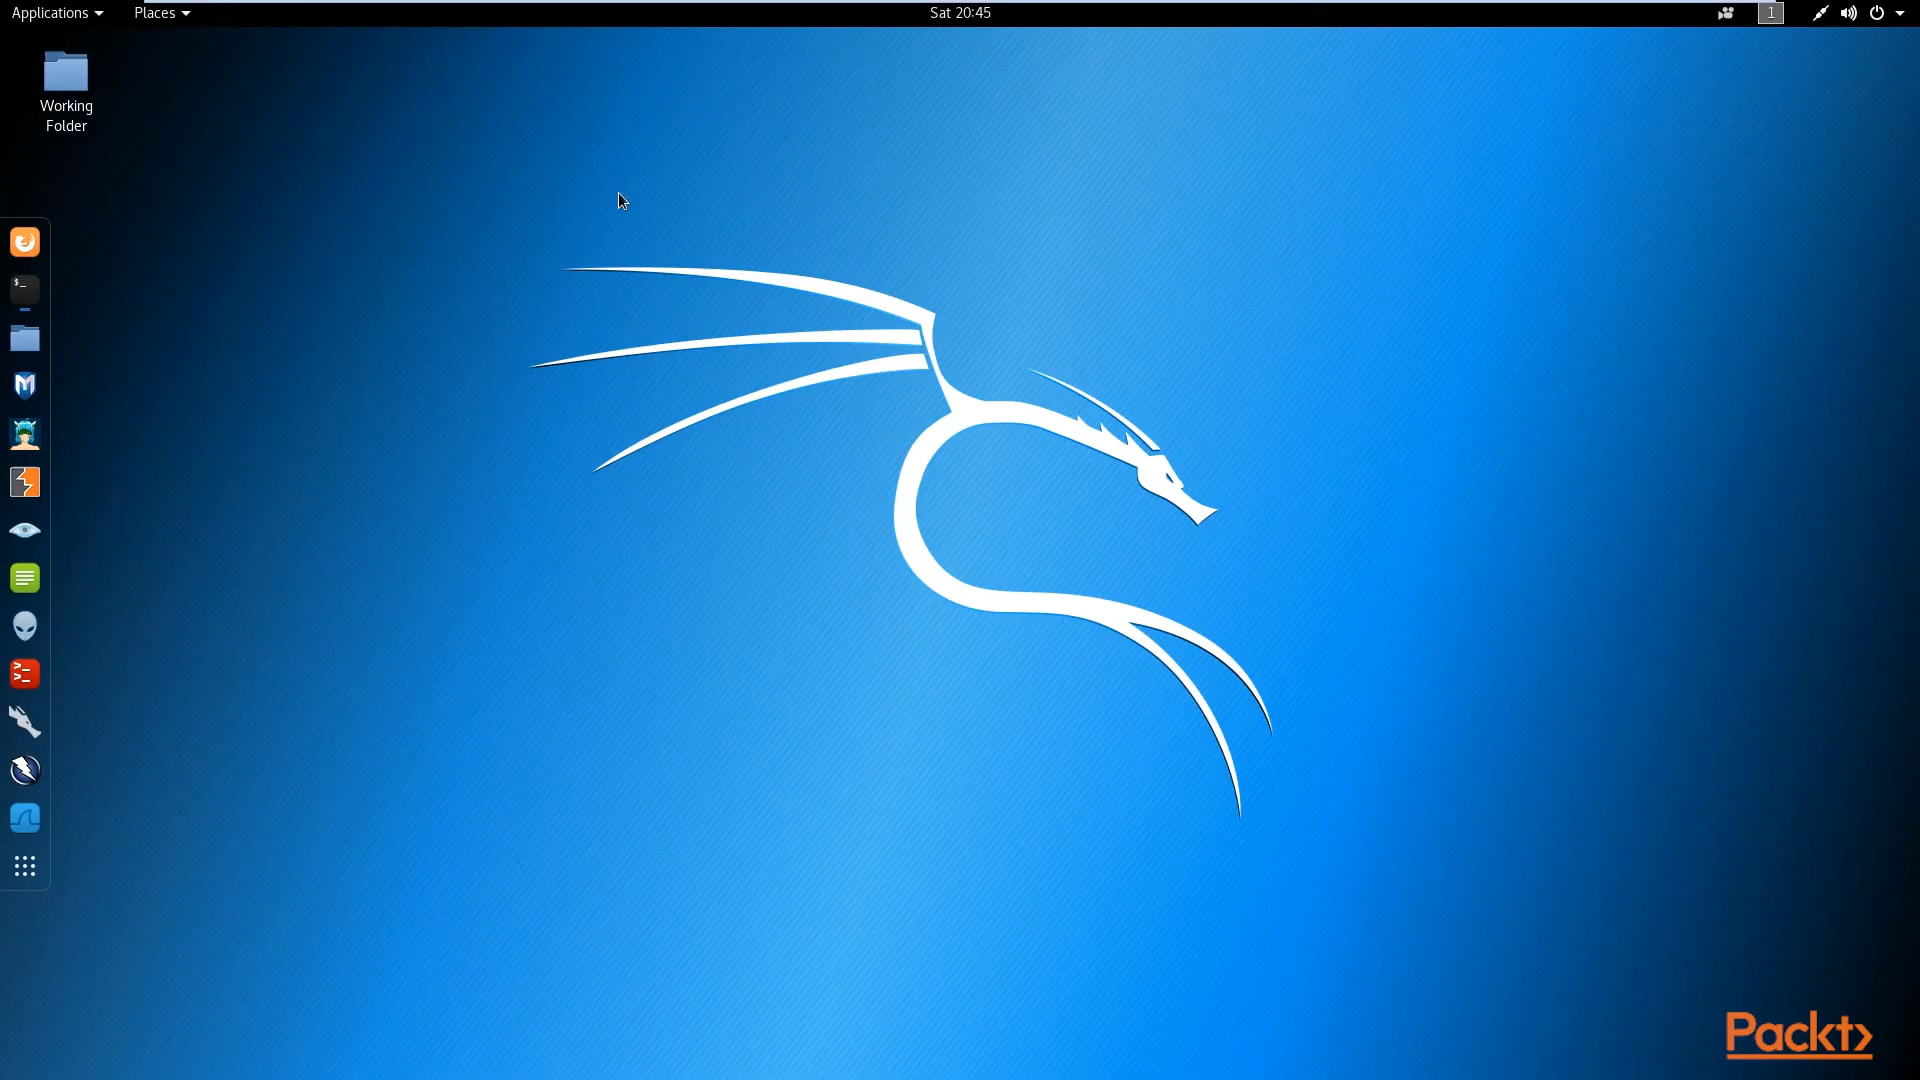 Applications
Places
Sat 20:45
1
Working
Folder
$_
M
>_
Packt>